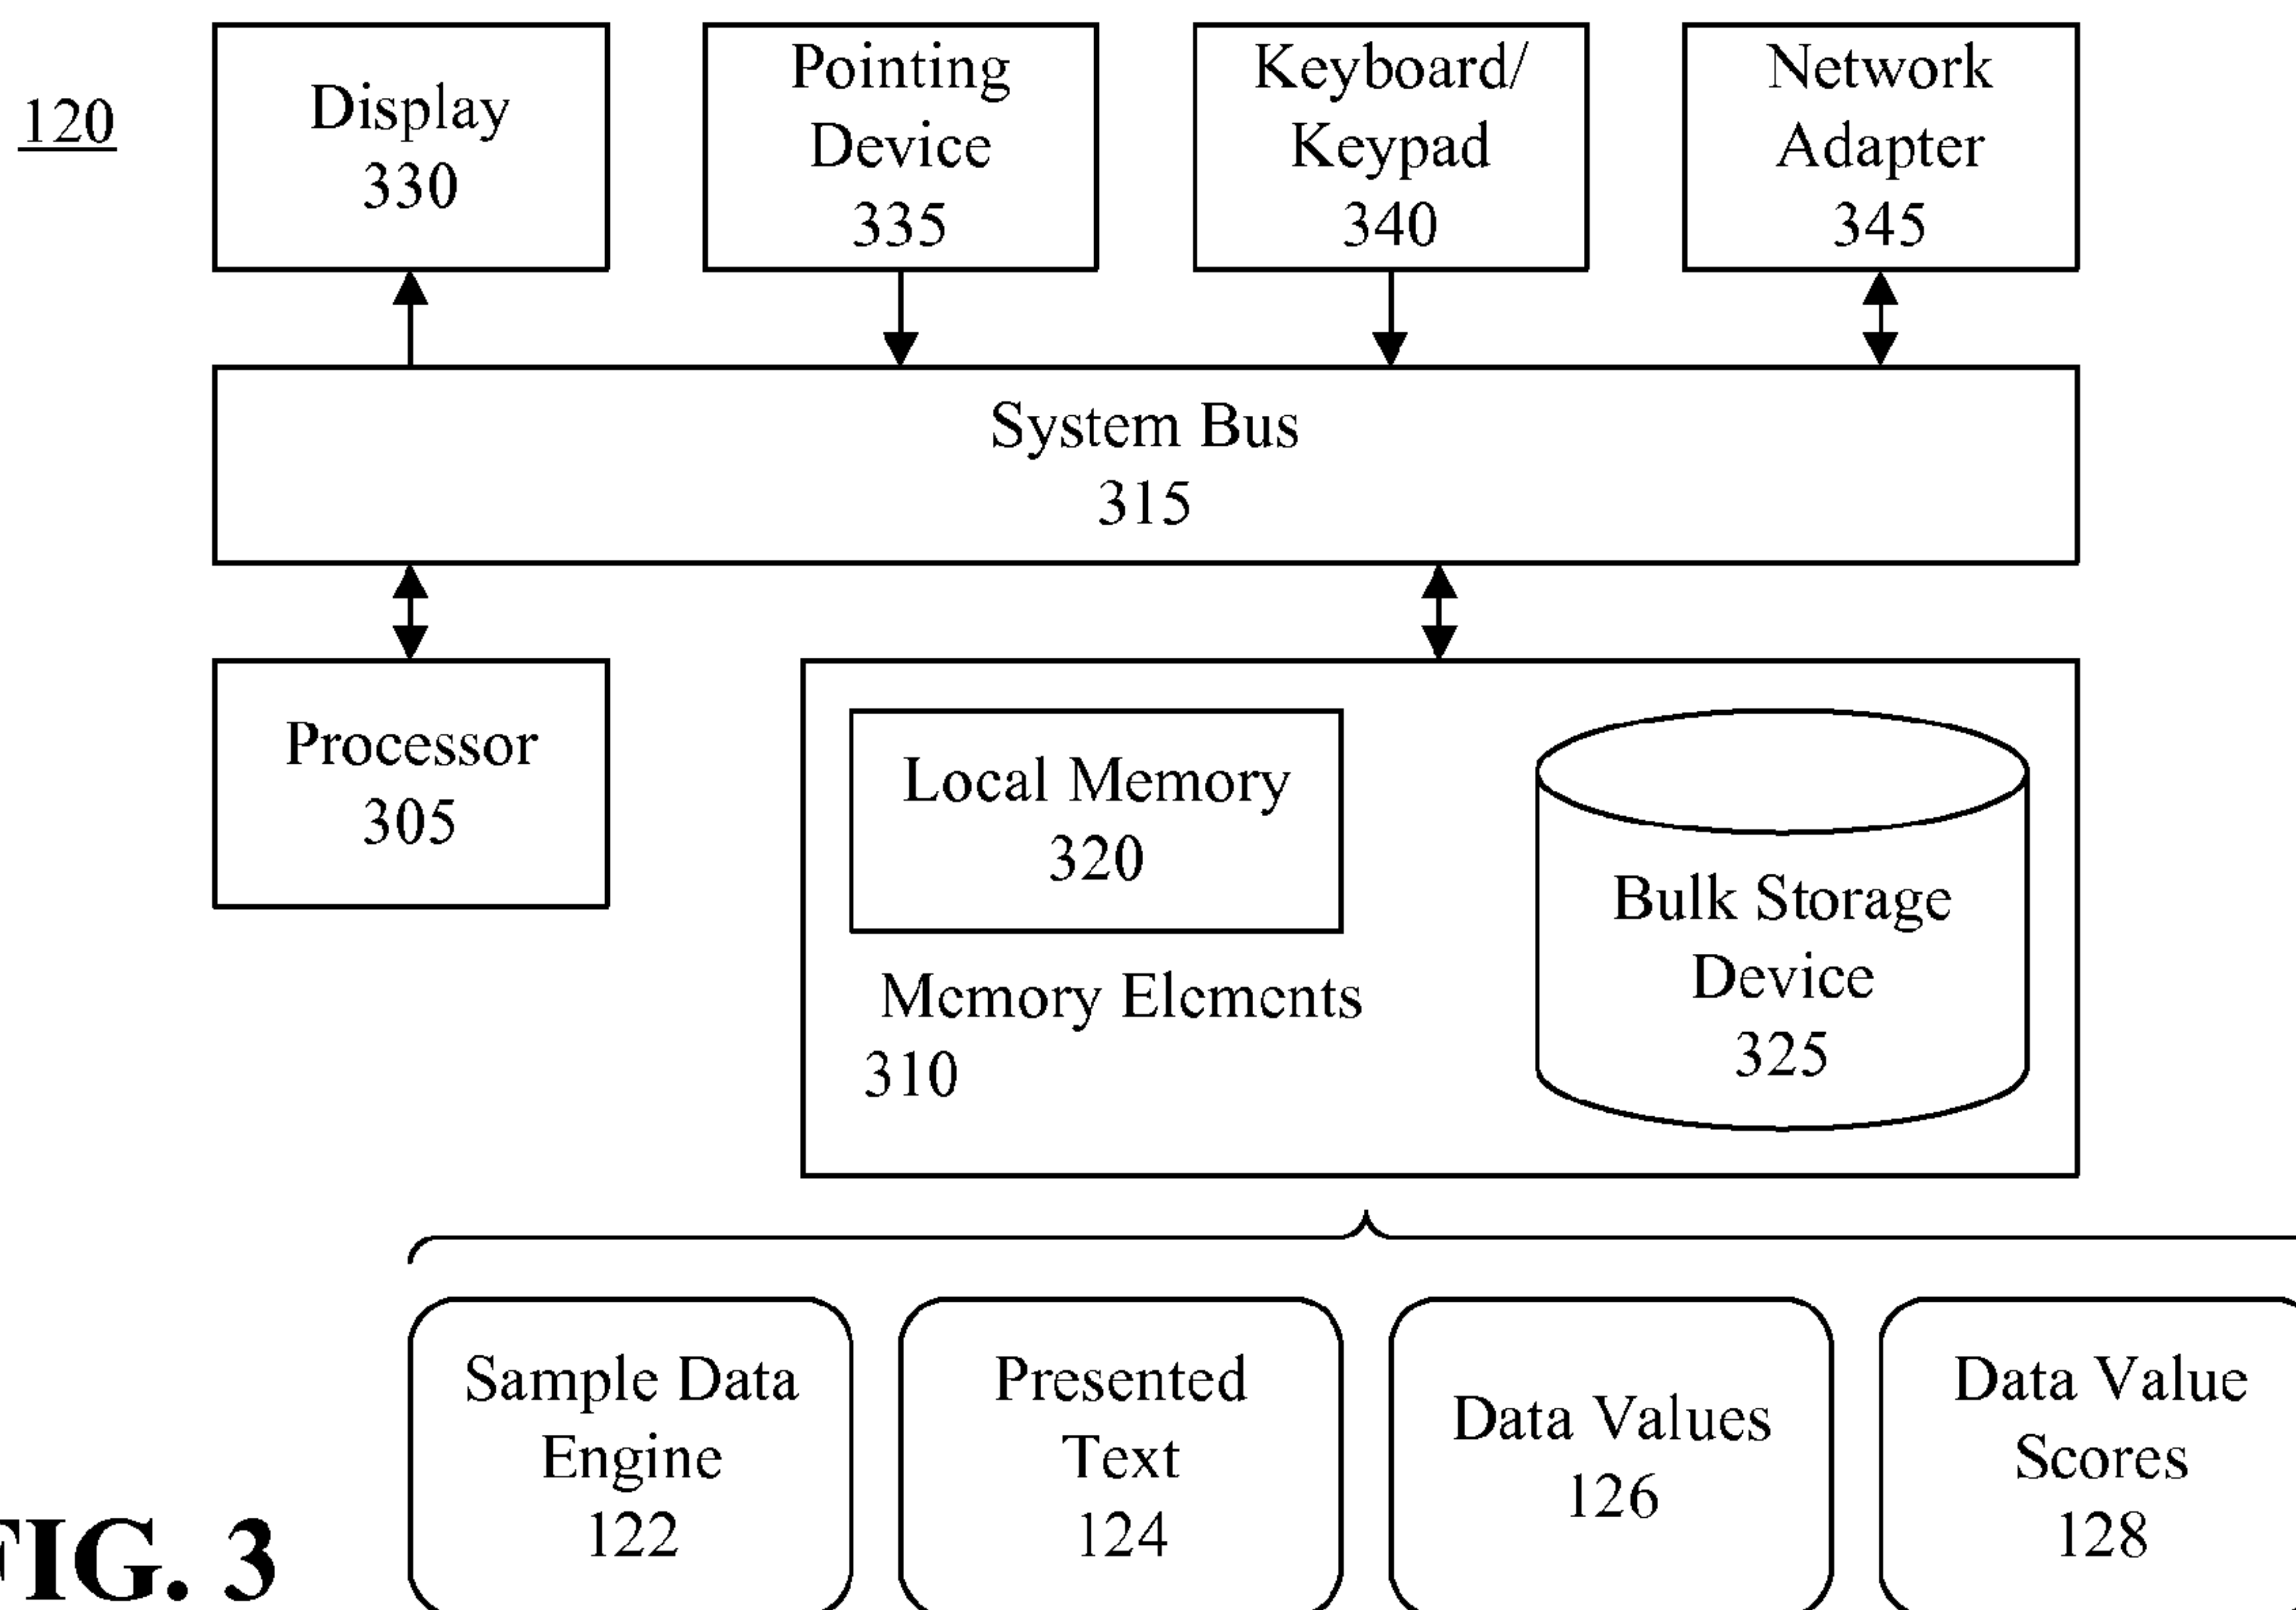 120
Display
330
Pointing
Device
335
Keyboard/
Keypad
340
Network
Adapter
345
System Bus
315
Processor
305
Local Memory
320
Memory Elements
310
Bulk Storage
Device
325
Sample Data
Engine
122
Presented
Text
124
Data Values
126
Data Value
Scores
128
FIG. 3